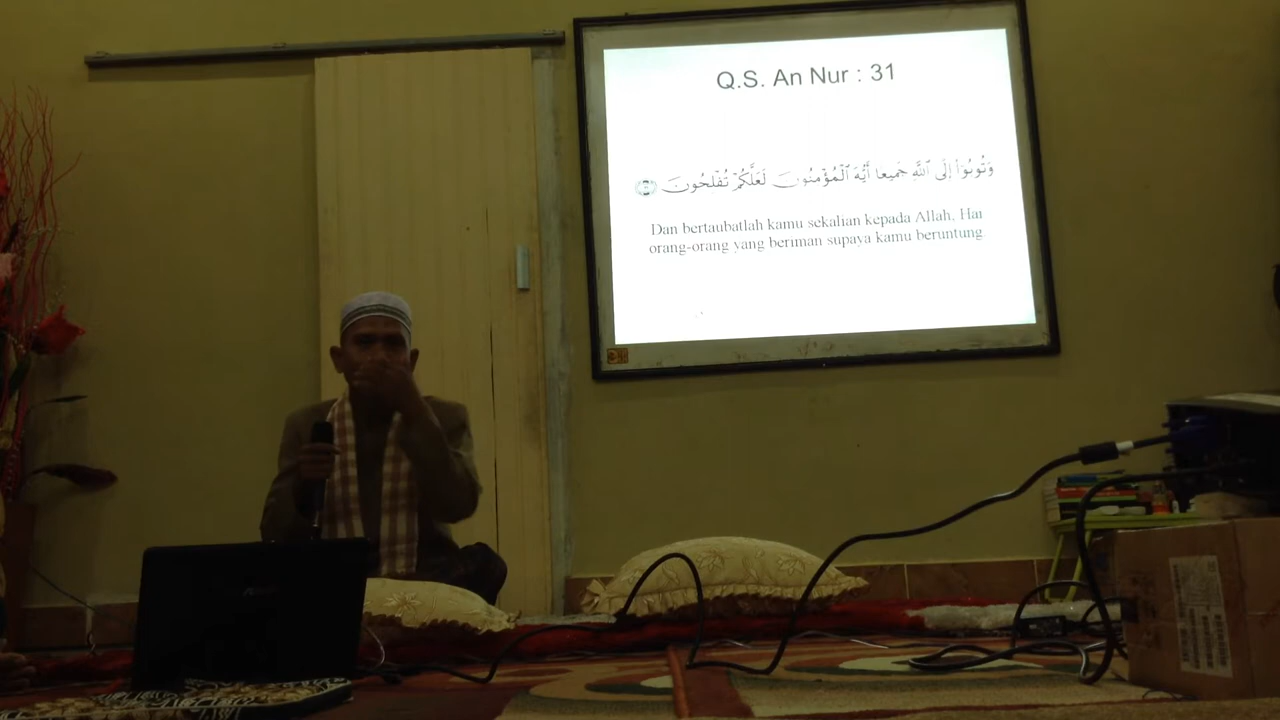 Q.S. An Nur : 31
وَتُوبُوٓا۟ إِلَى ٱللَّهِ جَمِيعًا أَيُّهَ ٱلْمُؤْمِنُونَ لَعَلَّكُمْ تُفْلِحُونَ
Dan bertaubatlah kamu sekalian kepada Allah, Hai
orang-orang yang beriman supaya kamu beruntung.